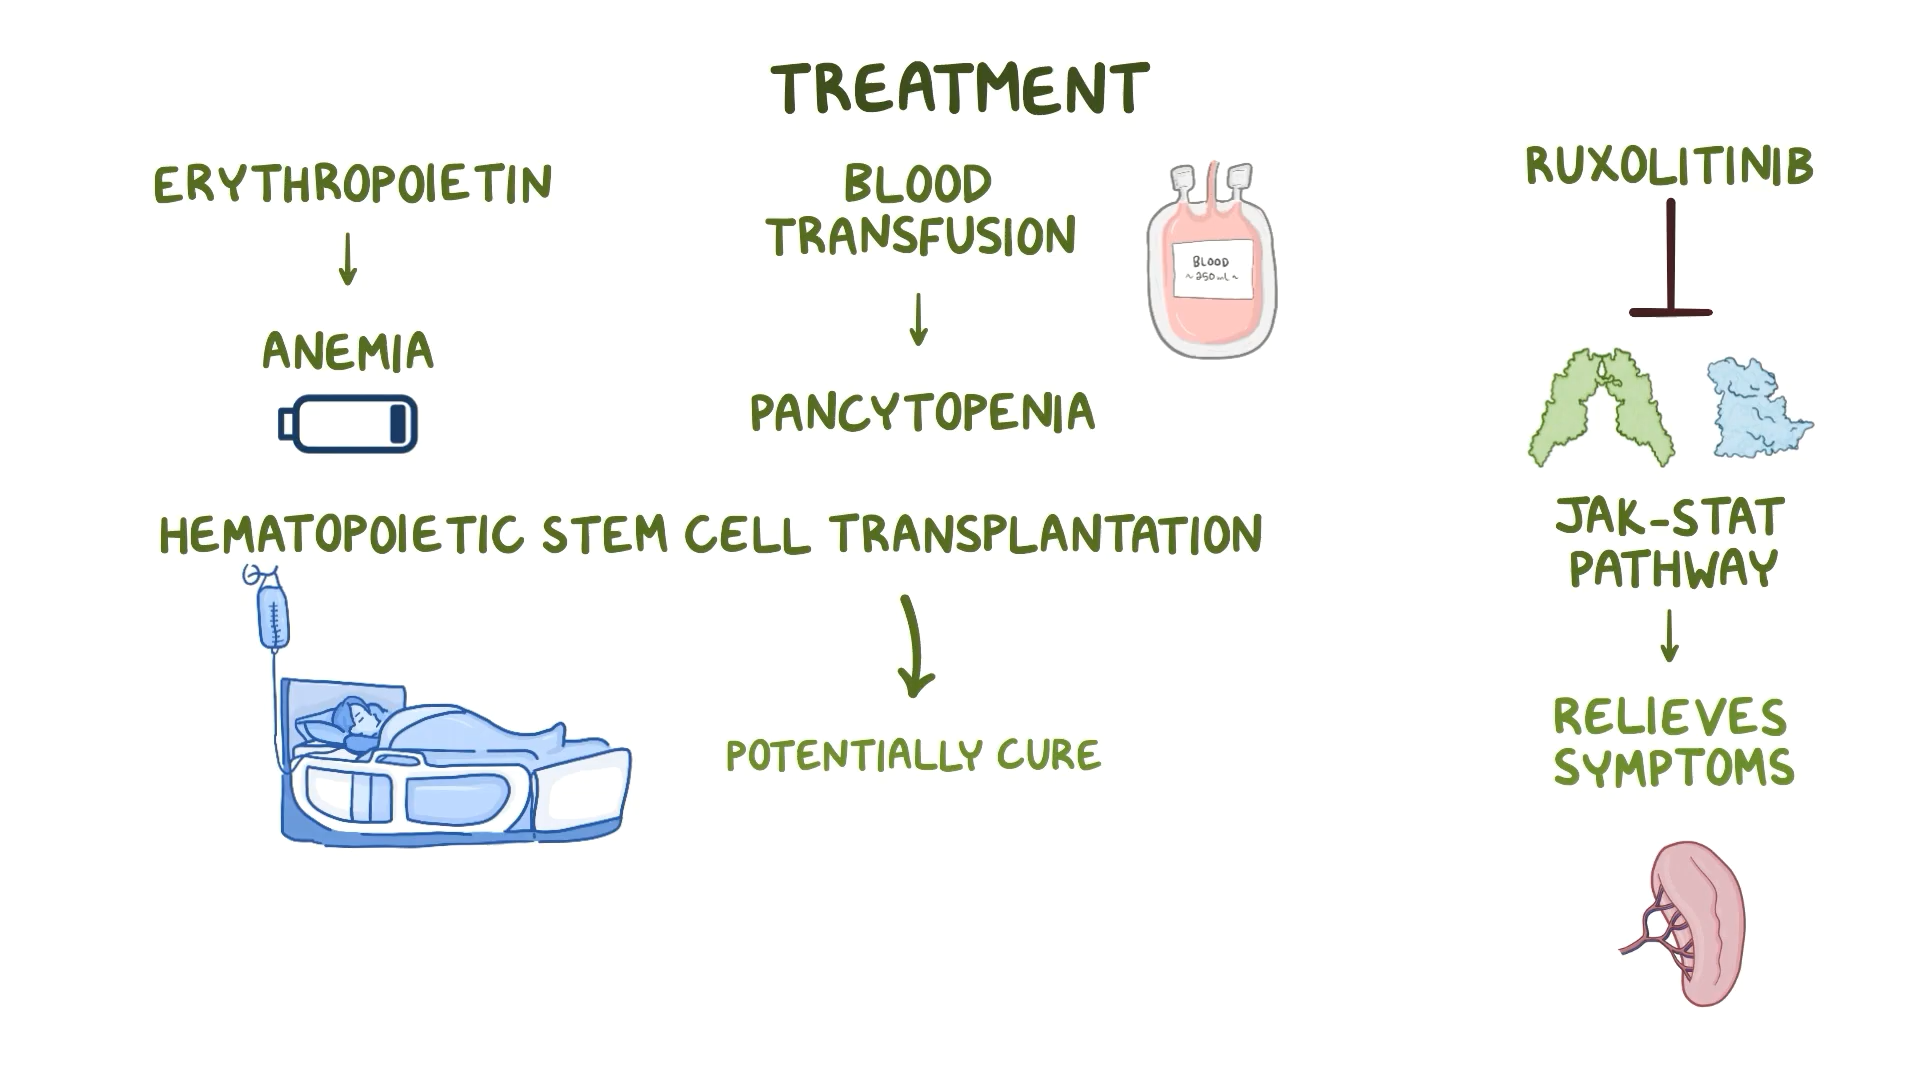 TREATMENT
ERYTHROPOIETIN
ANEMIA
BLOOD
TRANSFUSION
PANCYTOPENIA
BLOOD
~250mL~
HEMATOPOIETIC STEM CELL TRANSPLANTATION
POTENTIALLY CURE
RUXOLITINIB
JAK-STAT
PATHWAY
RELIEVES
SYMPTOMS